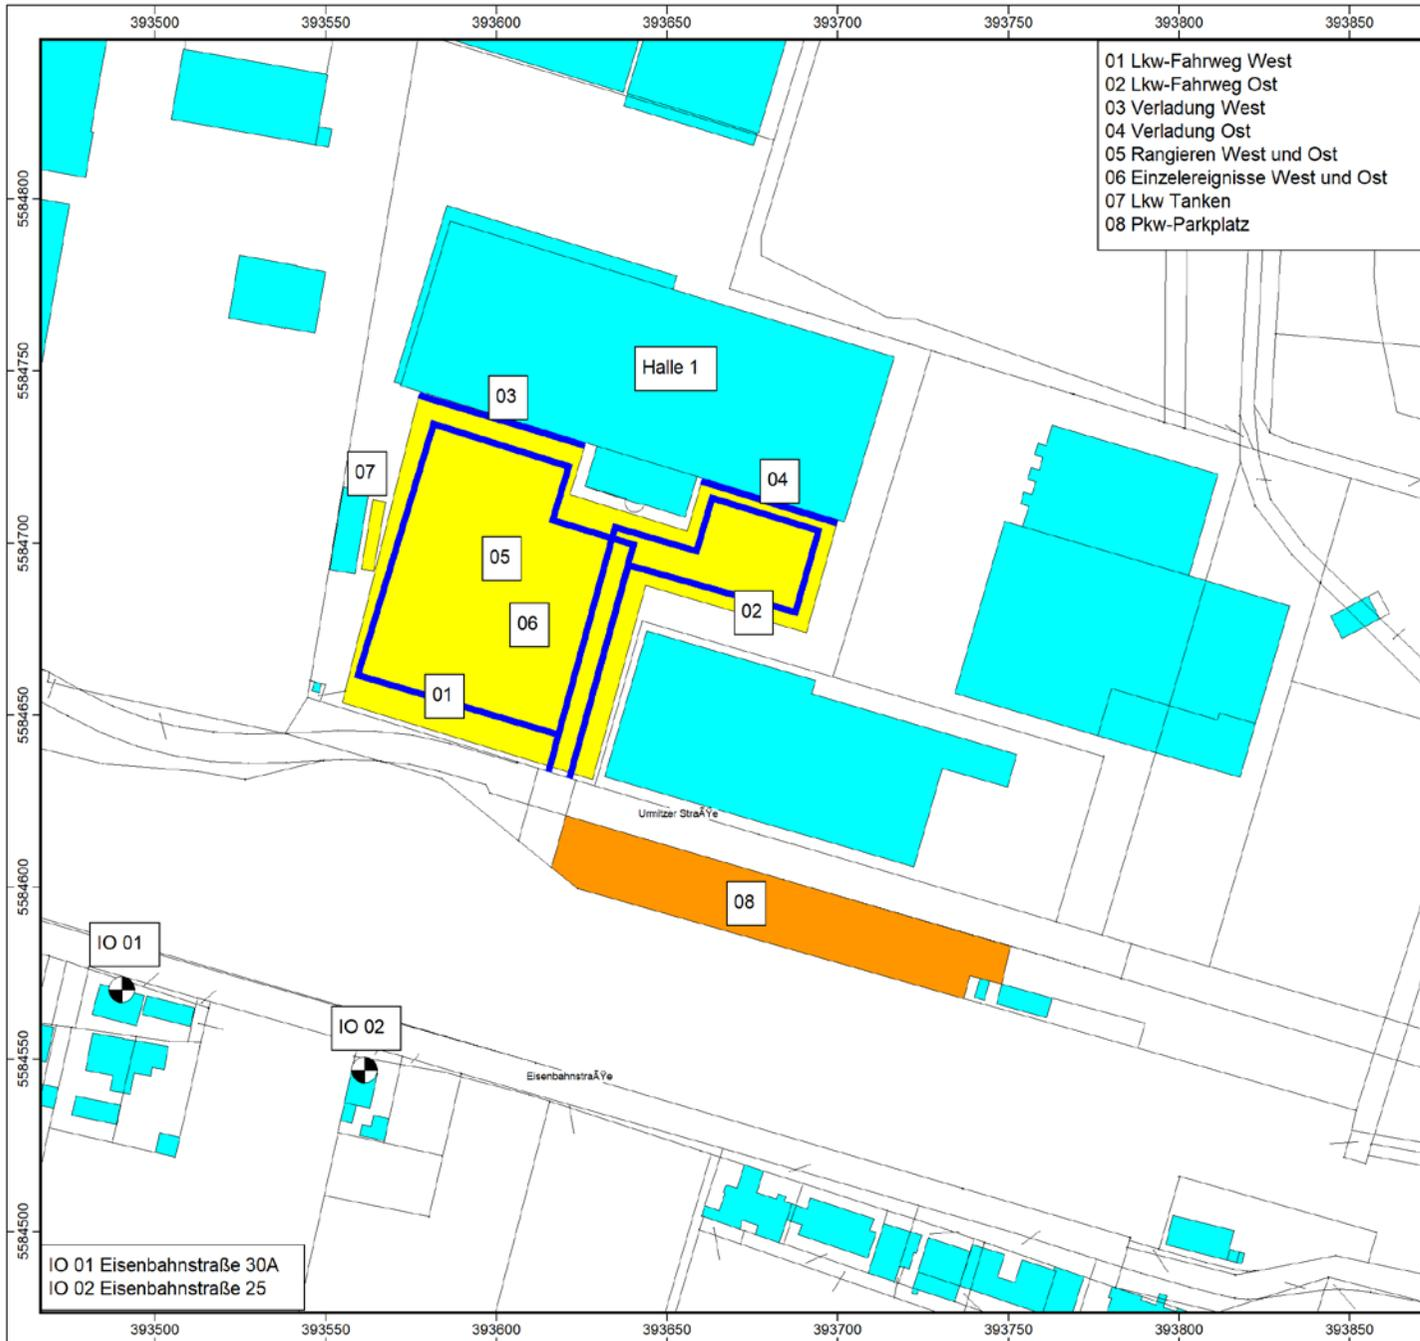 393500 393550 393600 393650 393700 393750 393800 393850
01 Lkw-Fahrweg West
02 Lkw-Fahrweg Ost
03 Verladung West
04 Verladung Ost
05 Rangieren West und Ost
06 Einzelereignisse West und Ost
07 Lkw Tanken
08 Pkw-Parkplatz
5584800
5584750
Halle 1
03
07
04
5584700
05
06
02
01
5584650
Urmitzer StraÃŸe
5584600
08
IO 01
IO 02
5584550
EisenbahnstraÃŸe
5584500
IO 01 Eisenbahnstraße 30A
IO 02 Eisenbahnstraße 25
393500 393550 393600 393650 393700 393750 393800 393850